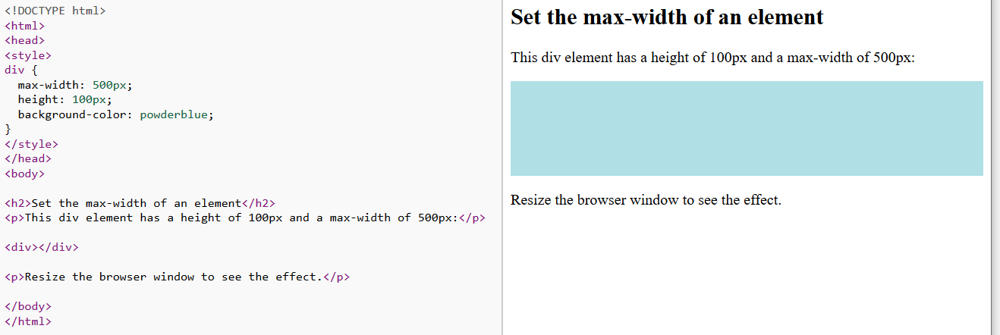 <!DOCTYPE html>
<html>
<head>
<style>
div {
  max-width: 500px;
  height: 100px;
  background-color: powderblue;
}
</style>
</head>
<body>

<h2>Set the max-width of an element</h2>
<p>This div element has a height of 100px and a max-width of 500px:</p>

<div></div>

<p>Resize the browser window to see the effect.</p>

</body>
</html>
Set the max-width of an element
This div element has a height of 100px and a max-width of 500px:
Resize the browser window to see the effect.